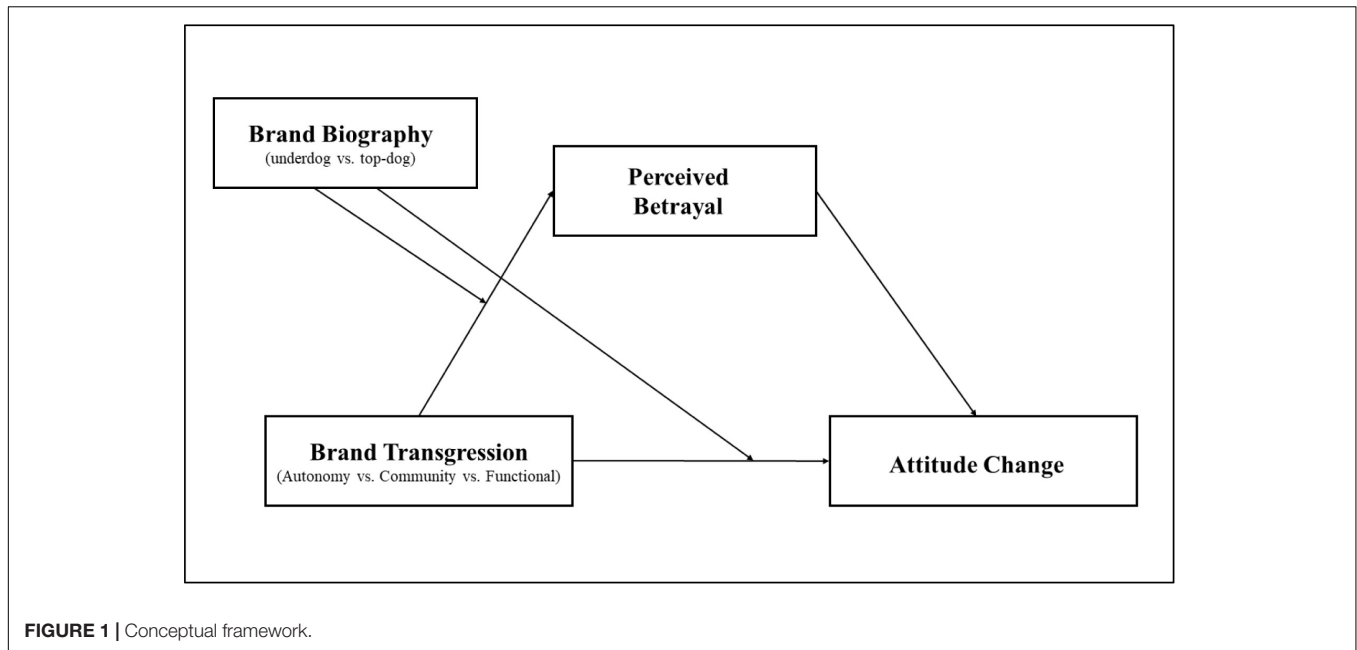 Brand Biography
(underdog vs. top-dog)
Perceived
Betrayal
Brand Transgression
(Autonomy vs. Community vs. Functional)
Attitude Change
FIGURE 1 | Conceptual framework.